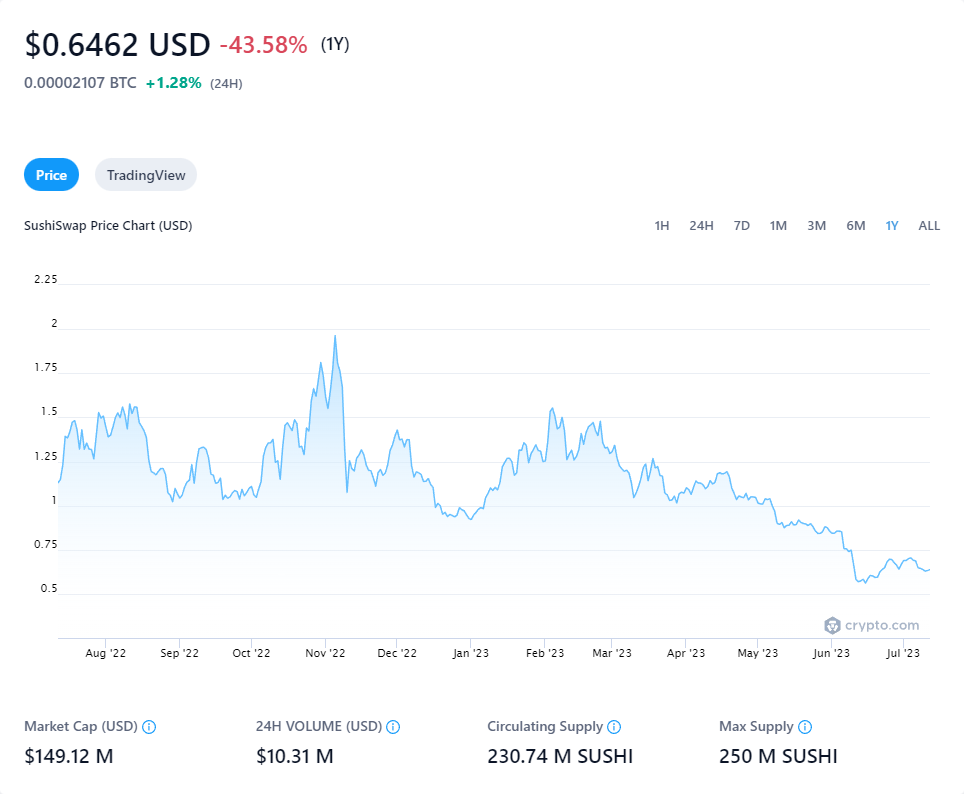 $0.6462 USD -43.58% (1Y)
0.00002107 BTC +1.28% (24H)
Price TradingView
SushiSwap Price Chart (USD) 1H 24H 7D 1M 3M 6M 1Y ALL
2.25
2
1.75
1.5
1.25
1
0.75
0.5
crypto.com
Aug '22 Sep '22 Oct '22 Nov '22 Dec '22 Jan '23 Feb '23 Mar '23 Apr '23 May '23 Jun '23 Jul '23
Market Cap (USD) 24H VOLUME (USD) Circulating Supply Max Supply
$149.12 M $10.31 M 230.74 M SUSHI 250 M SUSHI